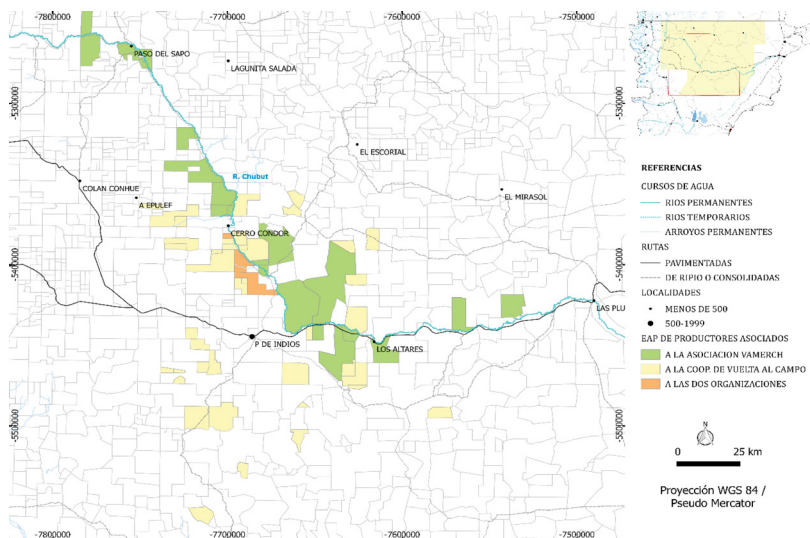 -7800000 -7700000 -7600000 -7500000
PASO DEL SAPO
LAGUNITA SALADA
-5300000 -5300000
EL ESCORIAL
R. Chubut
COLAN CONHUE
A EPULEF
EL MIRASOL
CERRO CONDOR
-5400000 -5400000
LAS PLU
P DE INDIOS
LOS ALTARES
-5500000 -5500000
-7800000 -7700000 -7600000 -7500000
REFERENCIAS
CURSOS DE AGUA
RIOS PERMANENTES
RIOS TEMPORARIOS
ARROYOS PERMANENTES
RUTAS
PAVIMENTADAS
DE RIPIO O CONSOLIDADAS
LOCALIDADES
MENOS DE 500
500-1999
EAP DE PRODUCTORES ASOCIADOS
A LA ASOCIACION VAMERCH
A LA COOP. DE VUELTA AL CAMPO
A LAS DOS ORGANIZACIONES
N
0 25 km
Proyección WGS 84 /
Pseudo Mercator